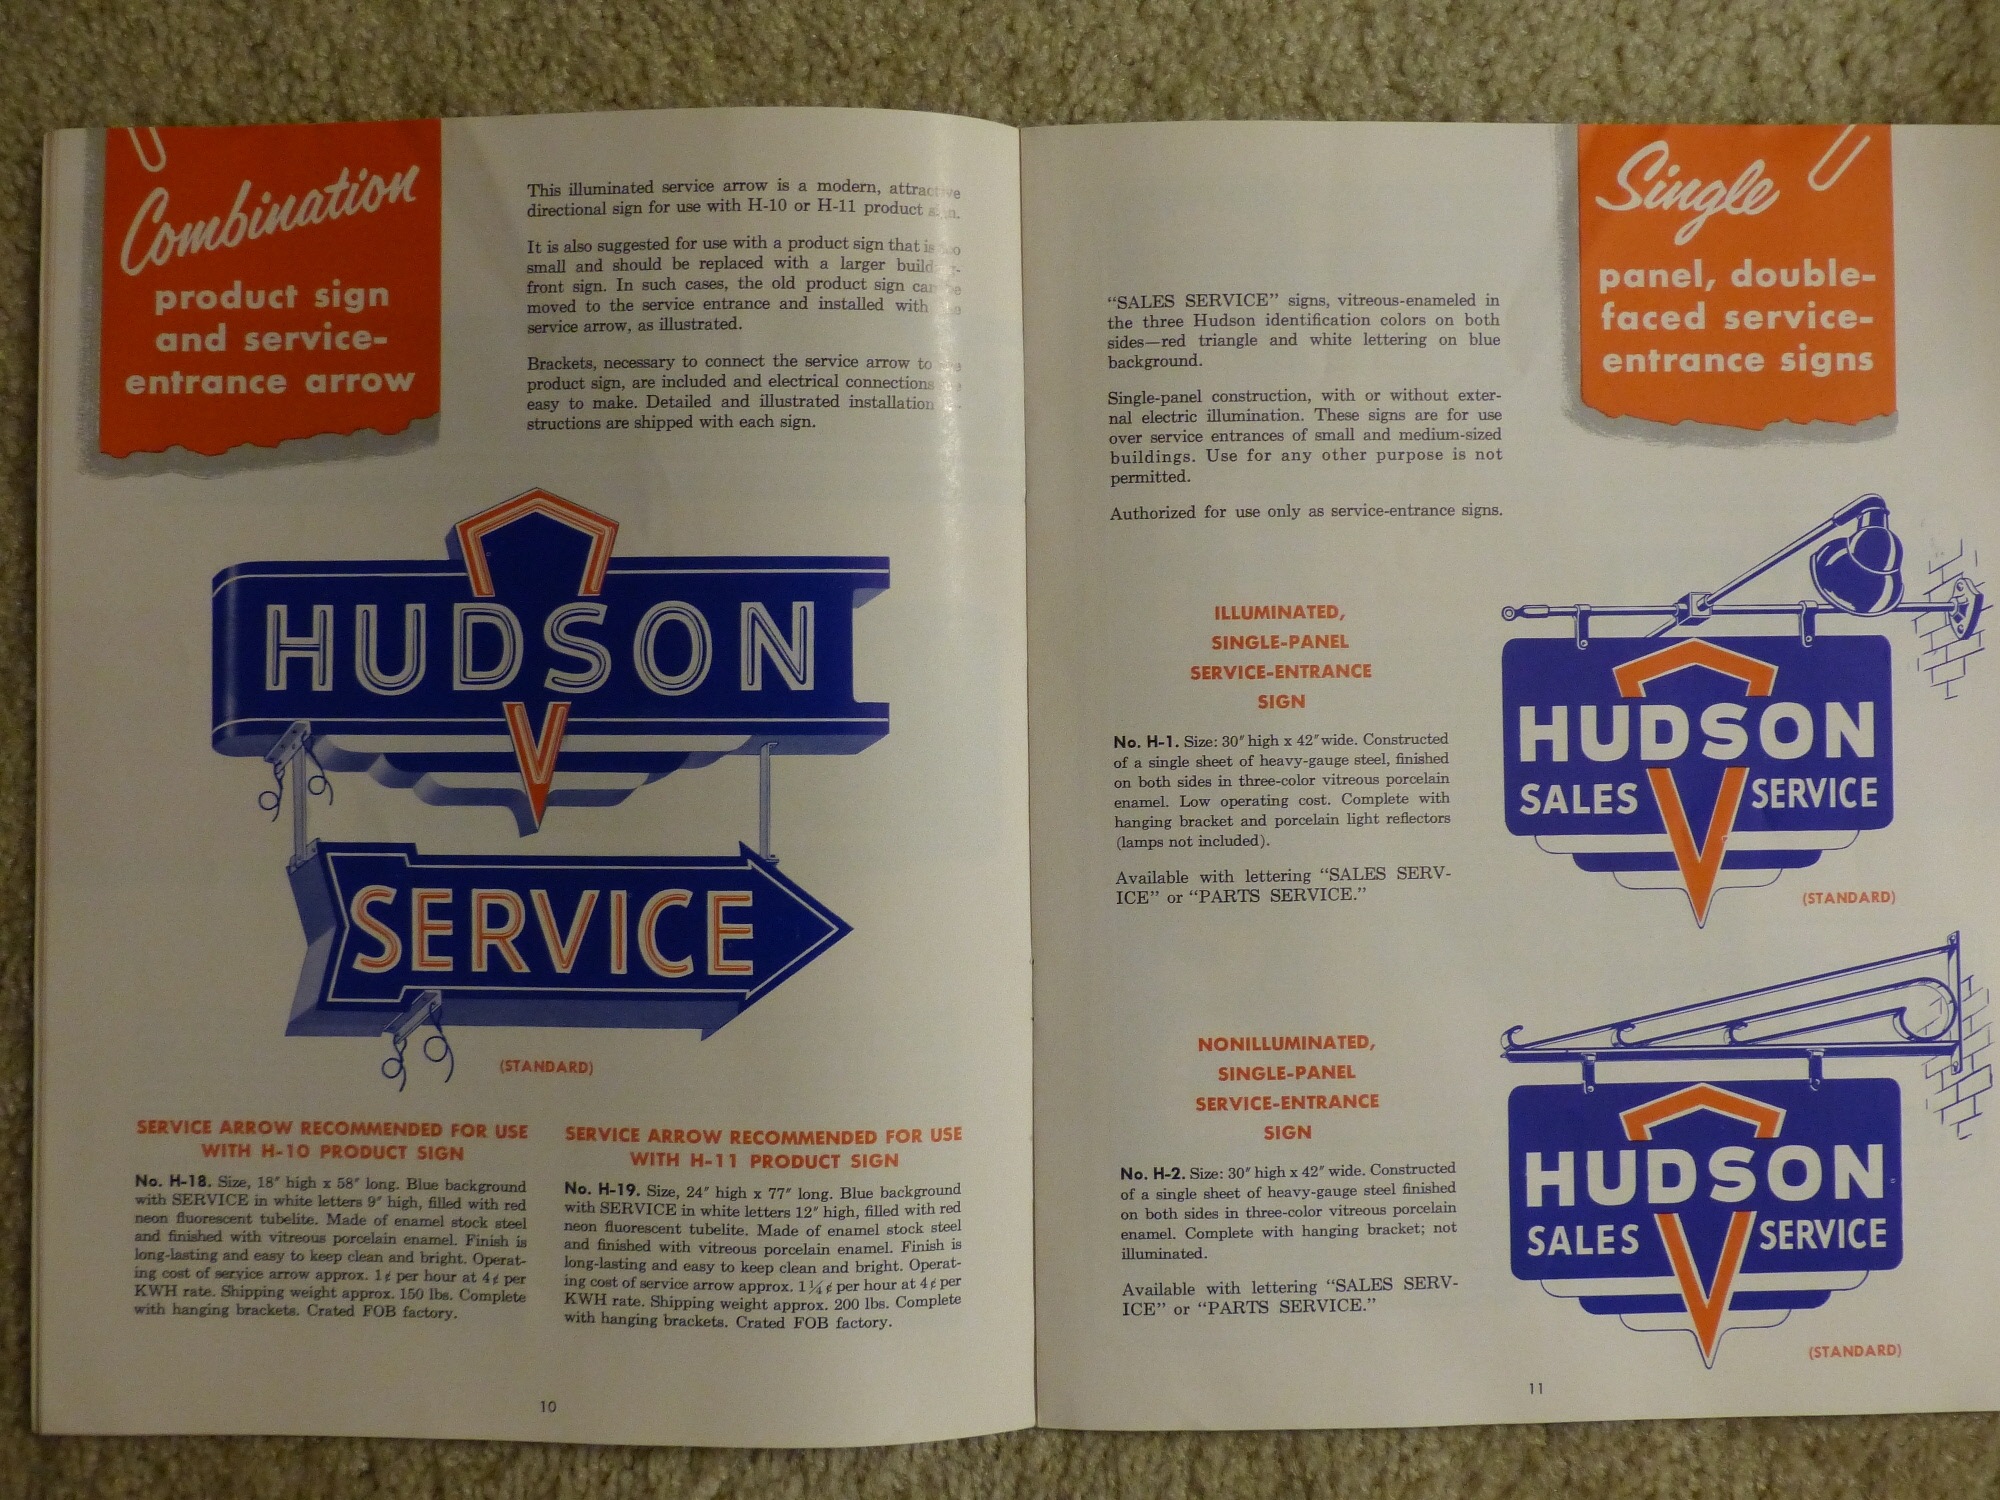 Combination
product sign
and service-
entrance arrow
This illuminated service arrow is a modern, attractive
directional sign for use with H-10 or H-11 product sign.
It is also suggested for use with a product sign that is too
small and should be replaced with a larger building-
front sign. In such cases, the old product sign can be
moved to the service entrance and installed with
service arrow, as illustrated.
Brackets, necessary to connect the service arrow to
product sign, are included and electrical connections
easy to make. Detailed and illustrated installation
structions are shipped with each sign.
HUDSON
SERVICE
(STANDARD)
SERVICE ARROW RECOMMENDED FOR USE
WITH H-10 PRODUCT SIGN
No. H-18. Size, 18″ high x 58″ long. Blue background
with SERVICE in white letters 9″ high, filled with red
neon fluorescent tubelite. Made of enamel stock steel
and finished with vitreous porcelain enamel. Finish is
long-lasting and easy to keep clean and bright. Operat-
ing cost of service arrow approx. 1¢ per hour at 4¢ per
KWH rate. Shipping weight approx. 150 lbs. Complete
with hanging brackets. Crated FOB factory.
SERVICE ARROW RECOMMENDED FOR USE
WITH H-11 PRODUCT SIGN
No. H-19. Size, 24″ high x 77″ long. Blue background
with SERVICE in white letters 12″ high, filled with red
neon fluorescent tubelite. Made of enamel stock steel
and finished with vitreous porcelain enamel. Finish is
long-lasting and easy to keep clean and bright. Operat-
ing cost of service arrow approx. 1¼¢ per hour at 4¢ per
KWH rate. Shipping weight approx. 200 lbs. Complete
with hanging brackets. Crated FOB factory.
10
Single
panel, double-
faced service-
entrance signs
"SALES SERVICE" signs, vitreous-enameled in
the three Hudson identification colors on both
sides—red triangle and white lettering on blue
background.
Single-panel construction, with or without exter-
nal electric illumination. These signs are for use
over service entrances of small and medium-sized
buildings. Use for any other purpose is not
permitted.
Authorized for use only as service-entrance signs.
ILLUMINATED,
SINGLE-PANEL
SERVICE-ENTRANCE
SIGN
No. H-1. Size: 30″ high x 42″ wide. Constructed
of a single sheet of heavy-gauge steel, finished
on both sides in three-color vitreous porcelain
enamel. Low operating cost. Complete with
hanging bracket and porcelain light reflectors
(lamps not included).
Available with lettering "SALES SERV-
ICE" or "PARTS SERVICE."
HUDSON
SALES SERVICE
(STANDARD)
NONILLUMINATED,
SINGLE-PANEL
SERVICE-ENTRANCE
SIGN
No. H-2. Size: 30″ high x 42″ wide. Constructed
of a single sheet of heavy-gauge steel finished
on both sides in three-color vitreous porcelain
enamel. Complete with hanging bracket; not
illuminated.
Available with lettering "SALES SERV-
ICE" or "PARTS SERVICE."
HUDSON
SALES SERVICE
(STANDARD)
11